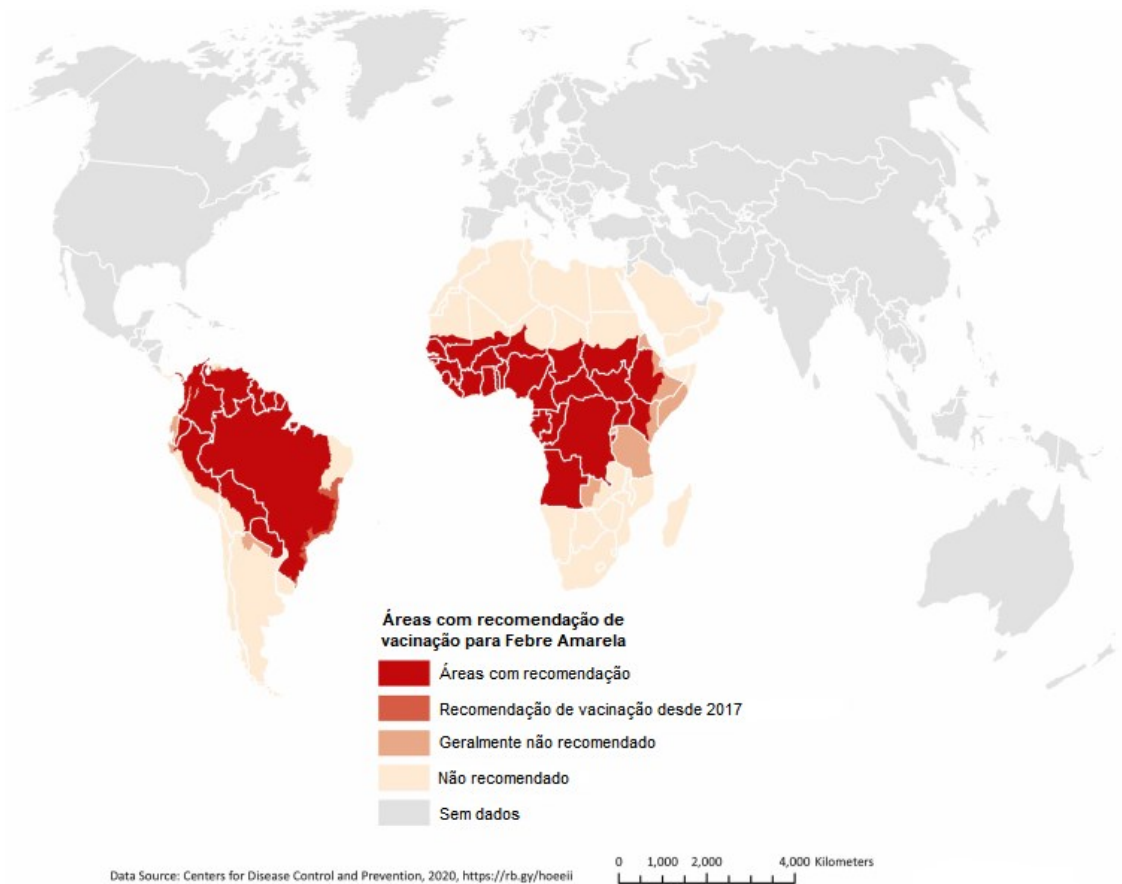 Áreas com recomendação de
vacinação para Febre Amarela
Áreas com recomendação
Recomendação de vacinação desde 2017
Geralmente não recomendado
Não recomendado
Sem dados
Data Source: Centers for Disease Control and Prevention, 2020, https://rb.gy/hoeeii
0 1,000 2,000 4,000 Kilometers